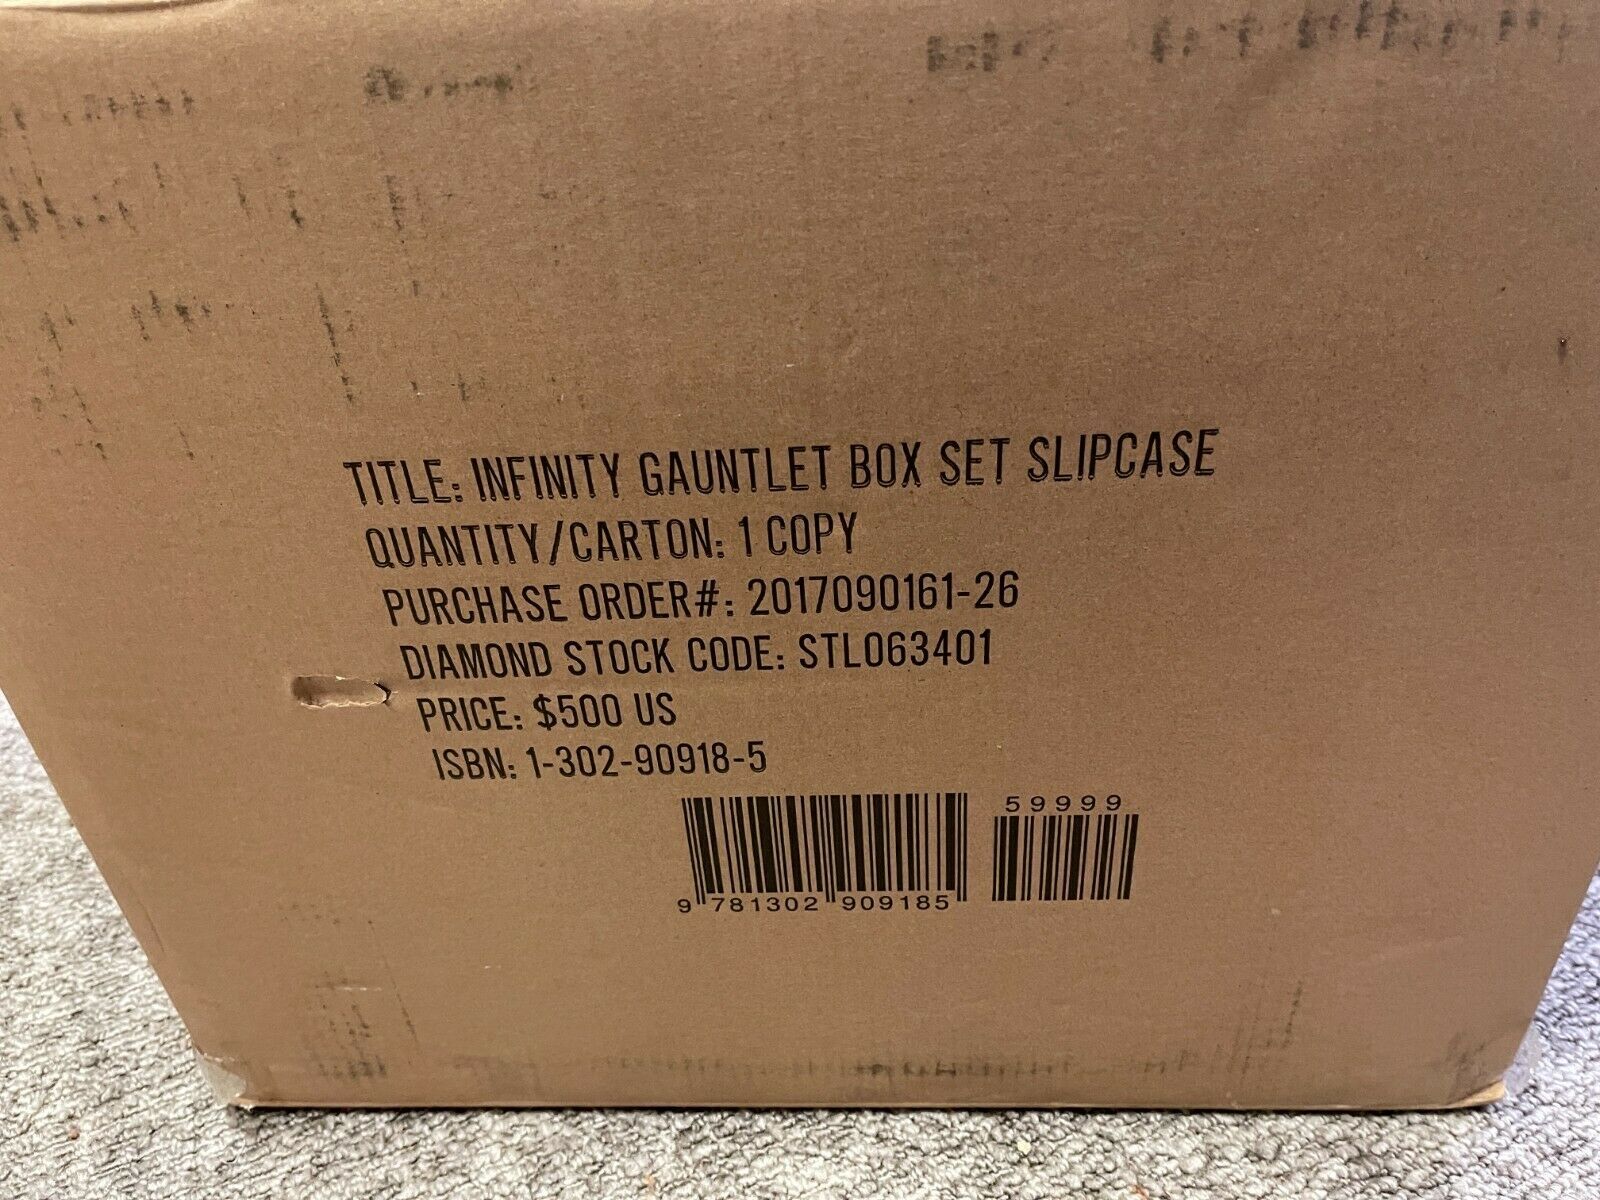 TITLE: INFINITY GAUNTLET BOX SET SLIPCASE
QUANTITY/CARTON: 1 COPY
PURCHASE ORDER#: 2017090161-26
DIAMOND STOCK CODE: STL063401
PRICE: $500 US
ISBN: 1-302-90918-5
59999
9 781302 909185